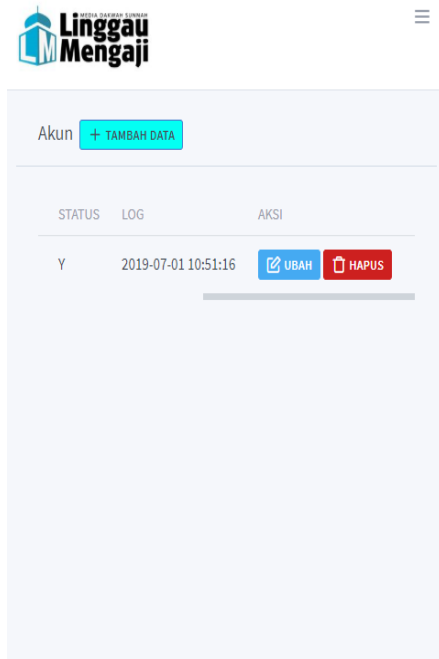 MEDIA DAKWAH SUNNAH
Linggau
Mengaji
Akun + TAMBAH DATA
STATUS LOG AKSI
Y 2019-07-01 10:51:16 UBAH HAPUS